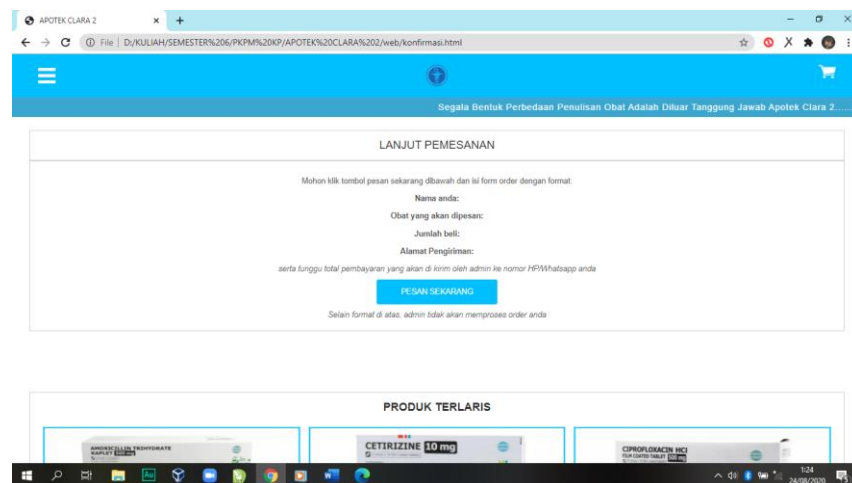 APOTEK CLARA 2
File | D:/KULIAH/SEMESTER%206/PKPM%20KP/APOTEK%20CLARA%202/web/konfirmasi.html
Segala Bentuk Perbedaan Penulisan Obat Adalah Diluar Tanggung Jawab Apotek Clara 2.....
LANJUT PEMESANAN
Mohon klik tombol pesan sekarang dibawah dan isi form order dengan format
Nama anda:
Obat yang akan dipesan:
Jumlah beli:
Alamat Pengiriman:
serta tunggu total pembayaran yang akan di kirim oleh admin ke nomor HP/Whatsapp anda
PESAN SEKARANG
Selain format di atas, admin tidak akan memproses order anda
PRODUK TERLARIS
AMOXICILLIN TRIHYDRATE
KAPLET 500 mg
CETIRIZINE 10 mg
CIPROFLOXACIN HCl
FILM COATED TABLET 500 mg
1:24
24/08/2020